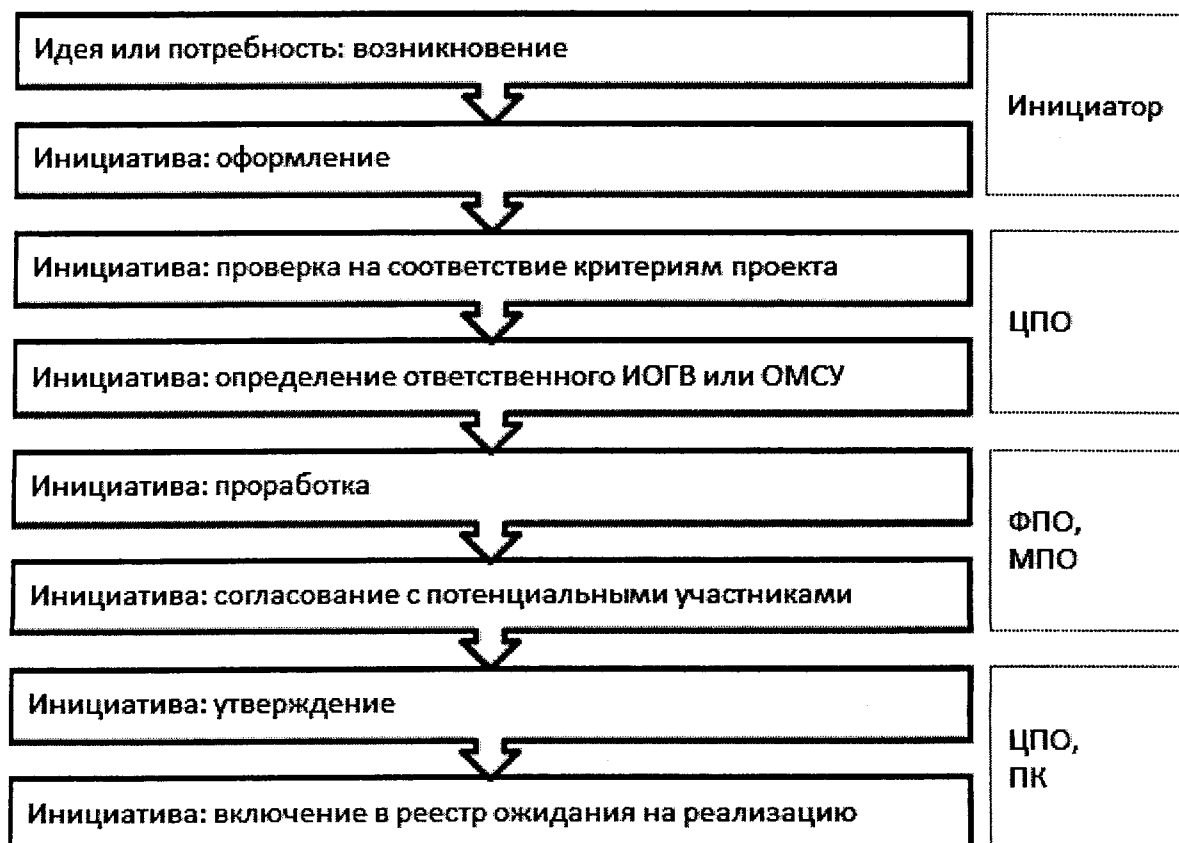 Идея или потребность: возникновение
Инициатива: оформление
Инициатор
Инициатива: проверка на соответствие критериям проекта
Инициатива: определение ответственного ИОГВ или ОМСУ
ЦПО
Инициатива: проработка
Инициатива: согласование с потенциальными участниками
ФПО,
МПО
Инициатива: утверждение
Инициатива: включение в реестр ожидания на реализацию
ЦПО,
ПК